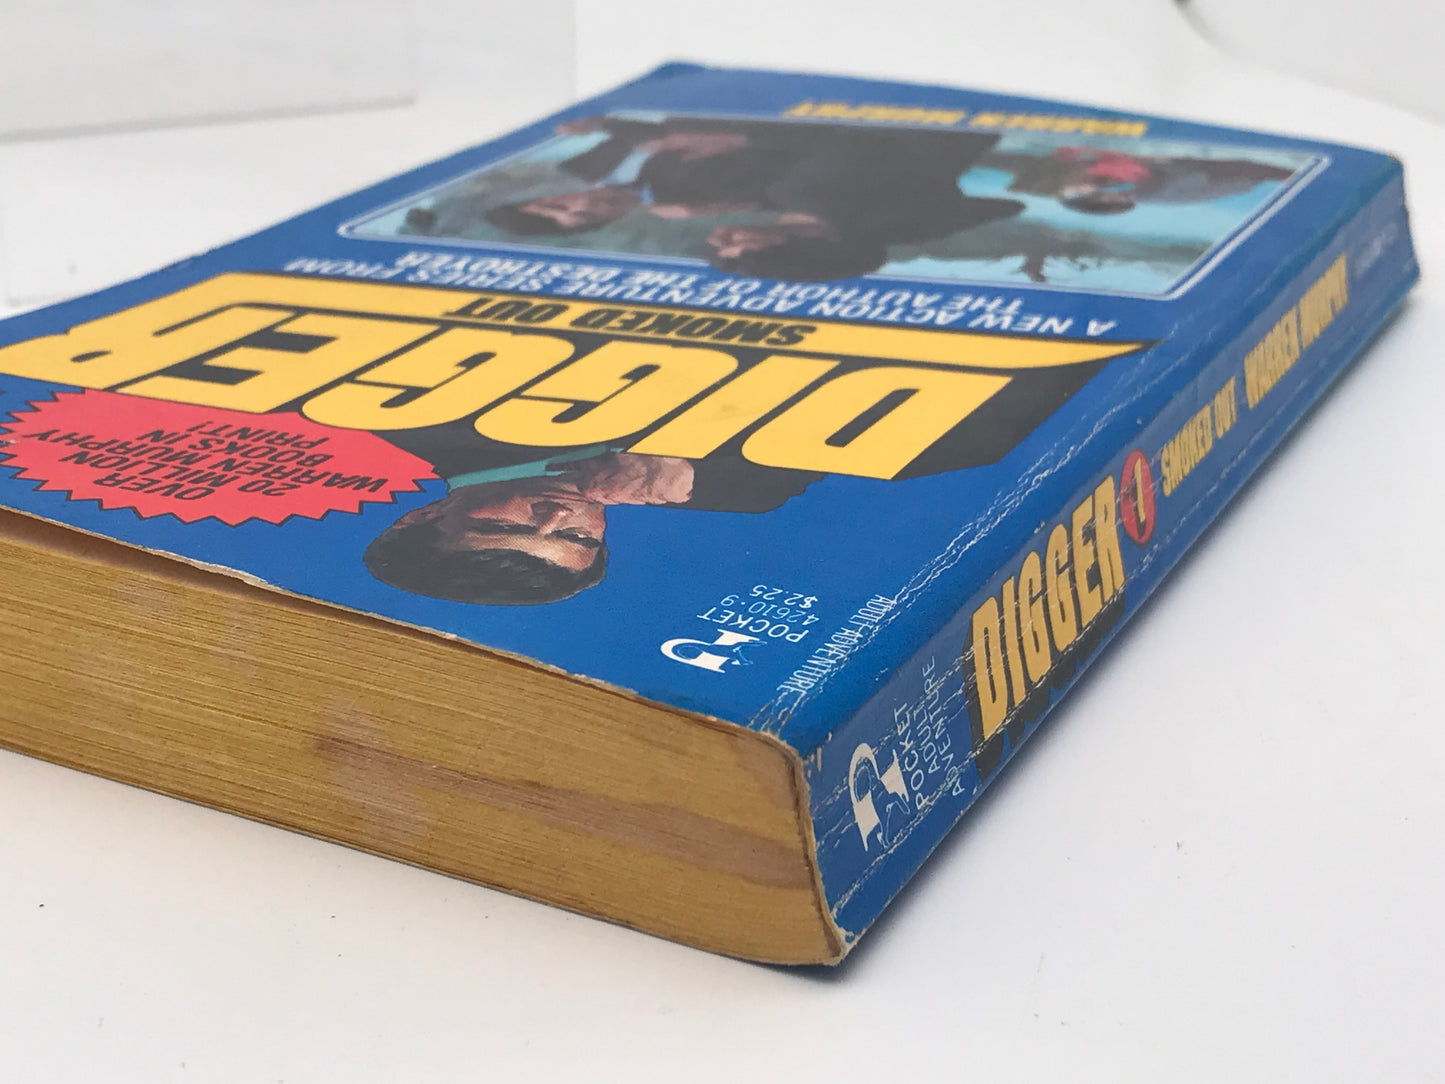 POCKET
42610-9
$2.25
OVER
20 MILLION
WARREN MURPHY
BOOKS IN
PRINT!
DIGGER
SMOKED OUT
A NEW ACTION ADVENTURE SERIES FROM
THE AUTHOR OF THE DESTROYER
WARREN MURPHY
ADULT ADVENTURE
POCKET
ADULT
ADVENTURE
DIGGER 1 SMOKED OUT WARREN MURPHY